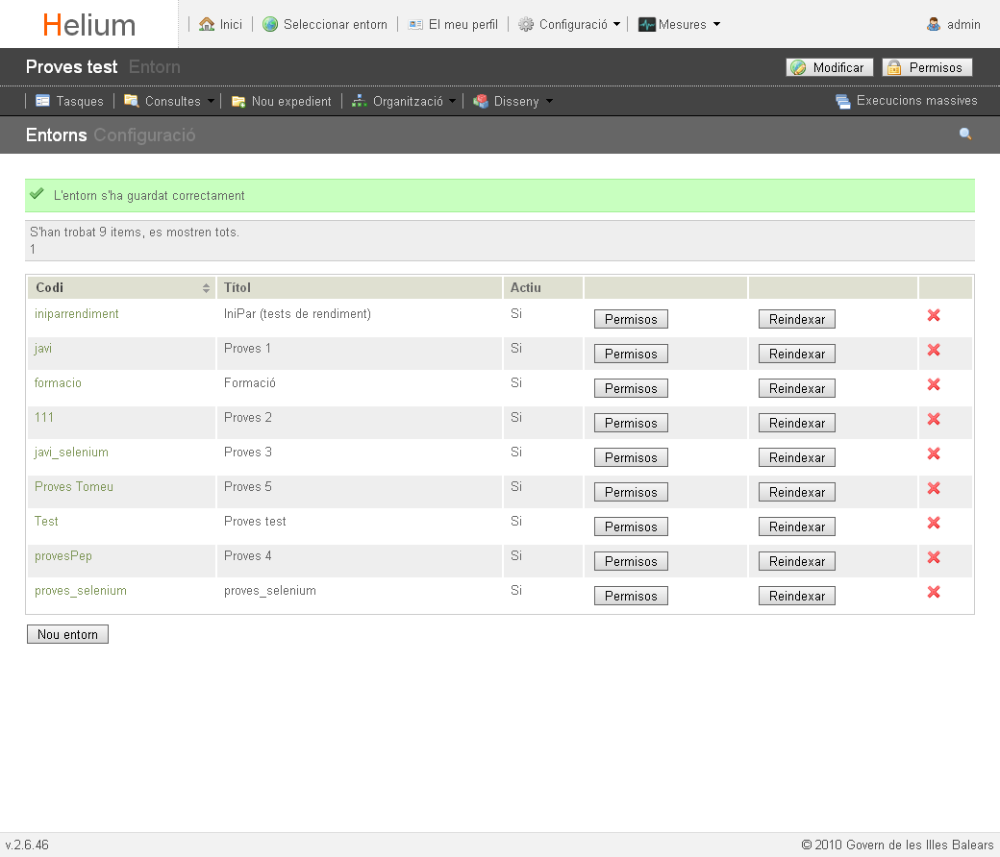 Helium
Inici
Seleccionar entorn
El meu perfil
Configuració
Mesures
admin
Proves test Entorn
Modificar
Permisos
Tasques
Consultes
Nou expedient
Organització
Disseny
Execucions massives
Entorns Configuració
L'entorn s'ha guardat correctament
S'han trobat 9 items, es mostren tots.
1
Codi Títol Actiu
iniparrendiment IniPar (tests de rendiment) Si Permisos Reindexar
javi Proves 1 Si Permisos Reindexar
formacio Formació Si Permisos Reindexar
111 Proves 2 Si Permisos Reindexar
javi_selenium Proves 3 Si Permisos Reindexar
Proves Tomeu Proves 5 Si Permisos Reindexar
Test Proves test Si Permisos Reindexar
provesPep Proves 4 Si Permisos Reindexar
proves_selenium proves_selenium Si Permisos Reindexar
Nou entorn
v.2.6.46
© 2010 Govern de les Illes Balears